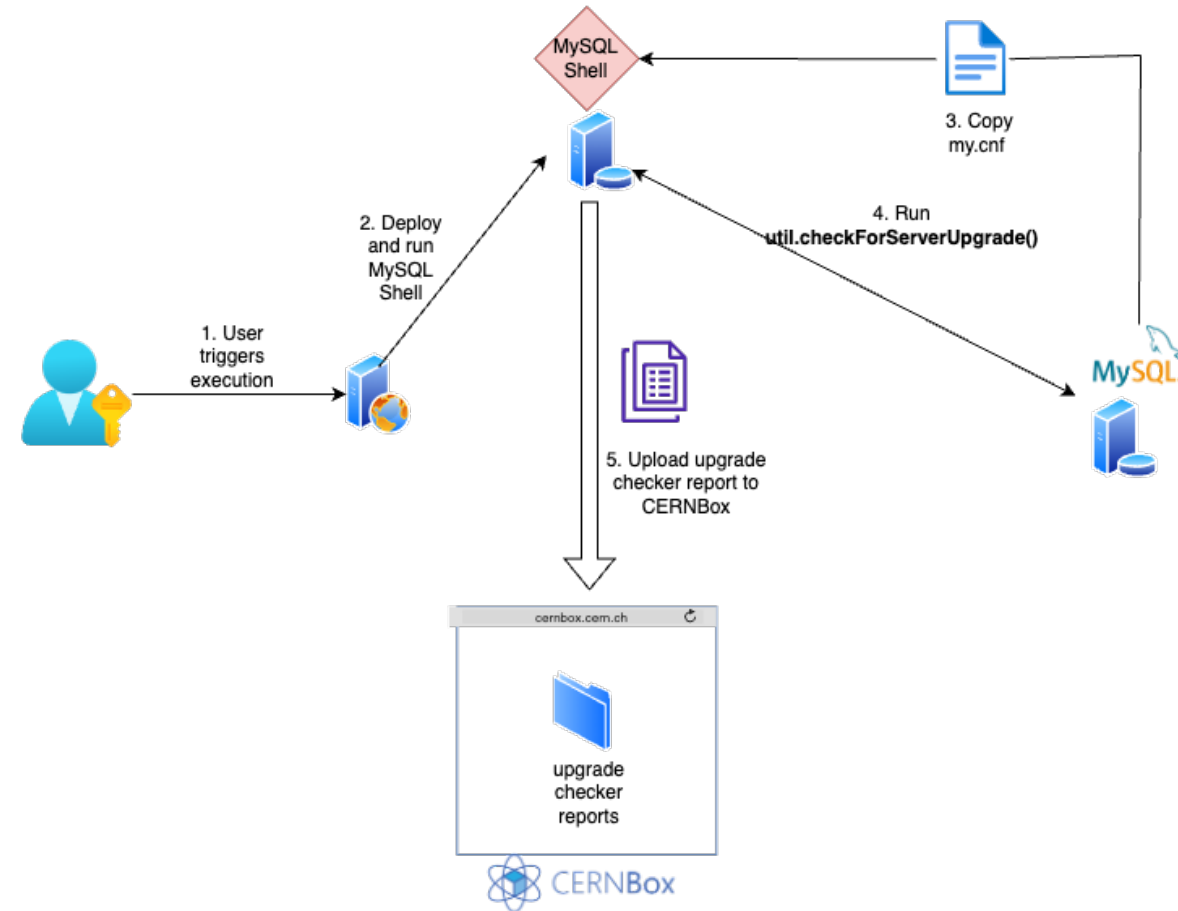 MySQL
Shell
3. Copy
my.cnf
2. Deploy
and run
MySQL
Shell
4. Run
util.checkForServerUpgrade()
1. User
triggers
execution
MySQL
5. Upload upgrade
checker report to
CERNBox
cernbox.cern.ch
upgrade
checker
reports
CERNBox